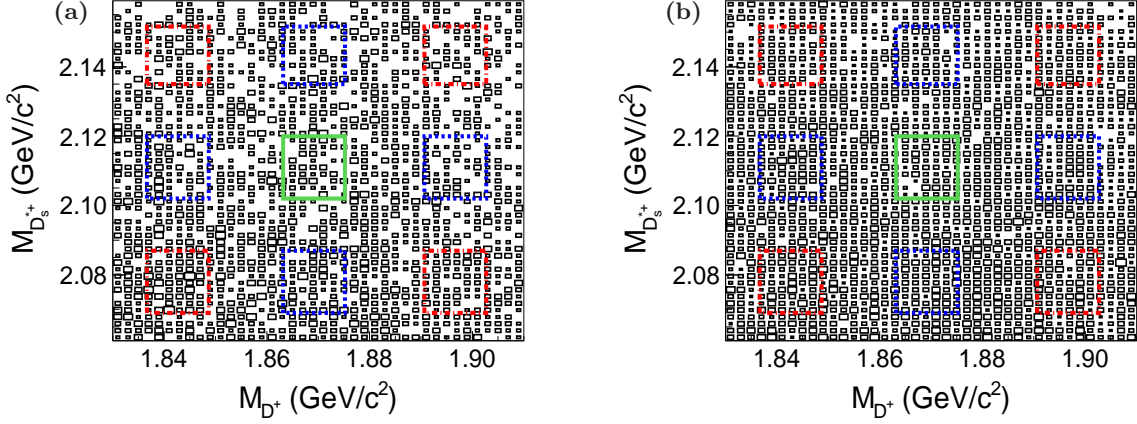 (a)
M_{D_s^{*+}} (GeV/c^2)
2.14
2.12
2.10
2.08
1.84 1.86 1.88 1.90
M_{D^+} (GeV/c^2)
(b)
M_{D_s^{*+}} (GeV/c^2)
2.14
2.12
2.10
2.08
1.84 1.86 1.88 1.90
M_{D^+} (GeV/c^2)